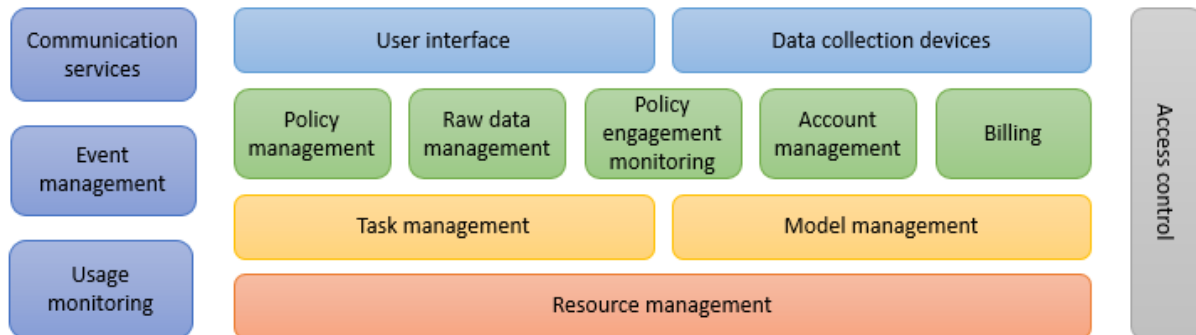 Communication
services
Event
management
Usage
monitoring
User interface
Data collection devices
Policy
management
Raw data
management
Policy
engagement
monitoring
Account
management
Billing
Task management
Model management
Resource management
Access control